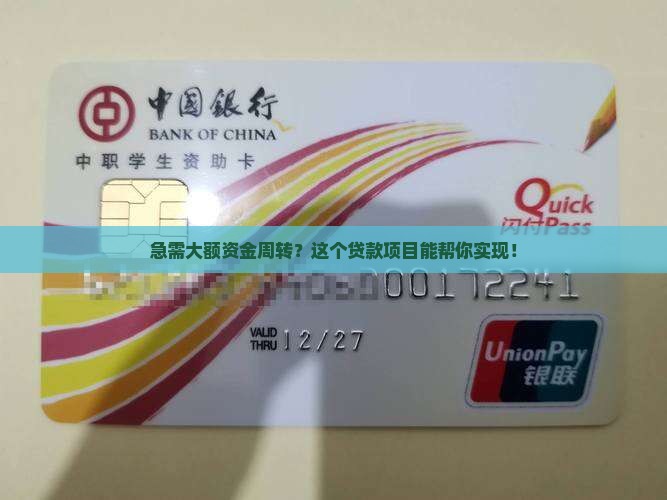 中國銀行
BANK OF CHINA
中职学生资助卡
Quick
闪付Pass
急需大额资金周转？这个贷款项目能帮你实现！
00172241
VALID
THRU 12/27
UnionPay
银联